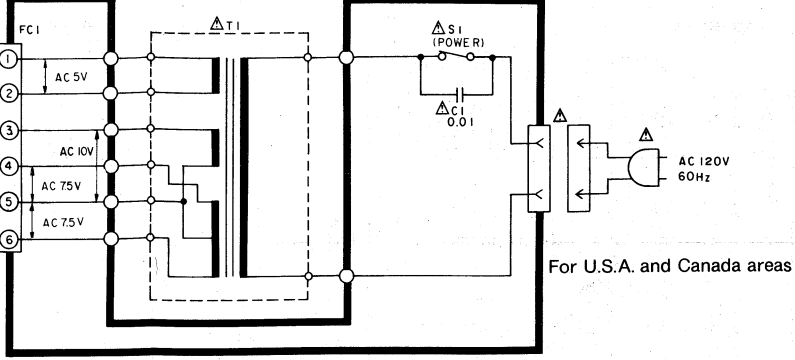 FC1
T1
S1
(POWER)
1
AC 5V
2
C1
0.01
3
AC 10V
4
AC 7.5V
5
AC 7.5V
6
AC 120V
60Hz
For U.S.A. and Canada areas